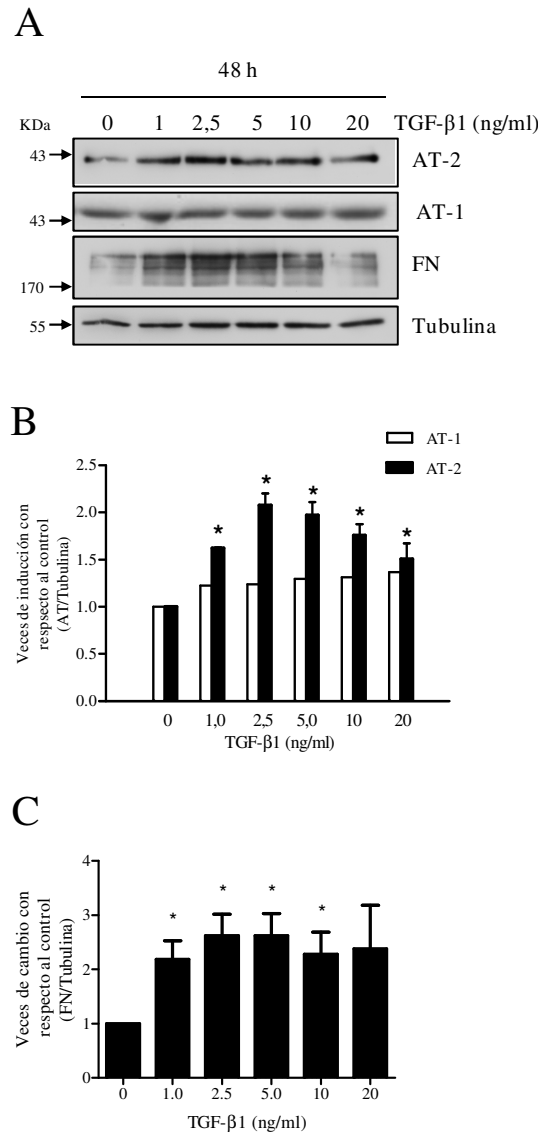 A
48 h
KDa 0 1 2,5 5 10 20 TGF-β1 (ng/ml)
43 AT-2
43 AT-1
FN
170
55 Tubulina
B
AT-1
AT-2
Veces de inducción con
respsecto al control
(AT/Tubulina)
2.5
2.0
1.5
1.0
0.5
0.0
* * * * *
0 1,0 2,5 5,0 10 20
TGF-β1 (ng/ml)
C
Veces de cambio con
respecto al control
(FN/Tubulina)
4
3
2
1
0
* * * *
0 1.0 2.5 5.0 10 20
TGF-β1 (ng/ml)